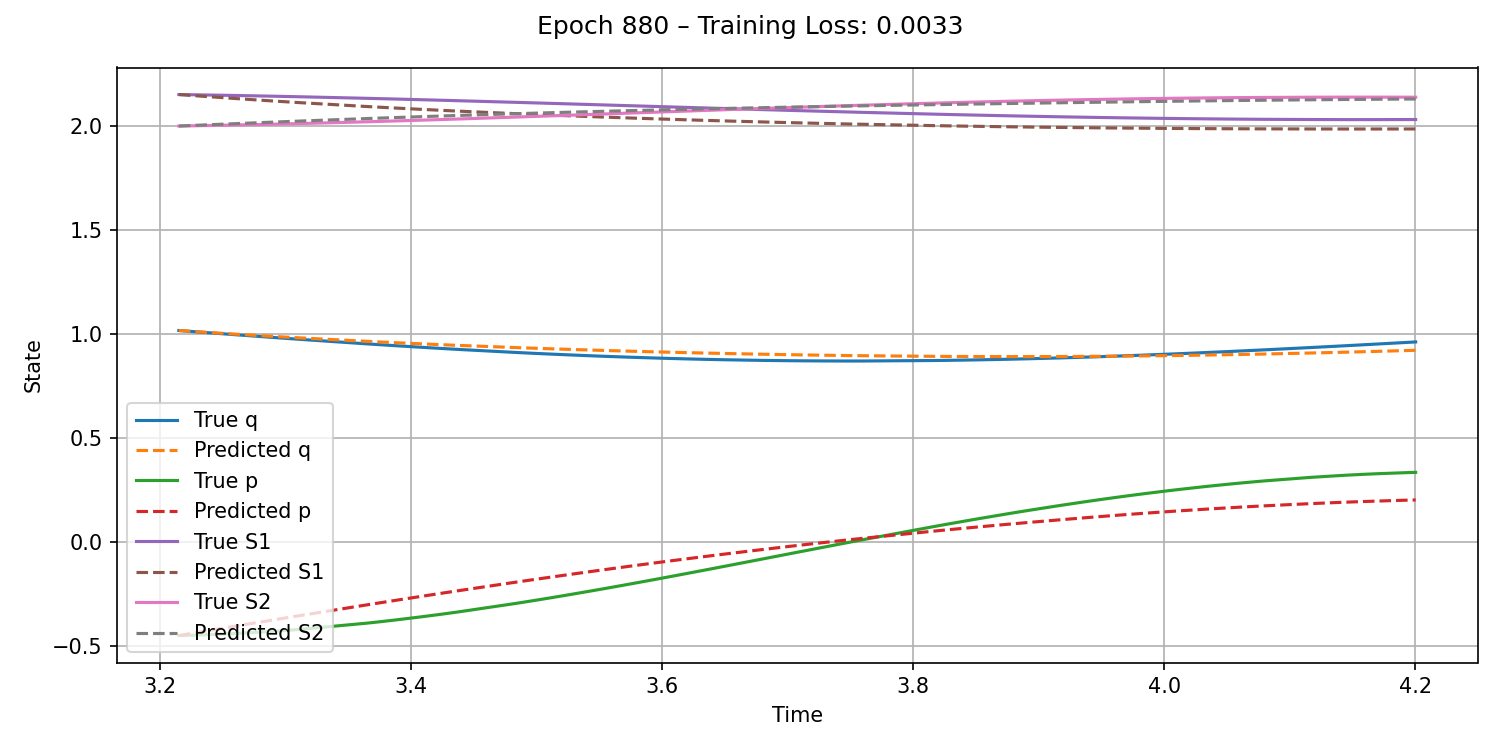 Epoch 880 – Training Loss: 0.0033
State
2.0
1.5
1.0
0.5
0.0
−0.5
True q
Predicted q
True p
Predicted p
True S1
Predicted S1
True S2
Predicted S2
3.2 3.4 3.6 3.8 4.0 4.2
Time